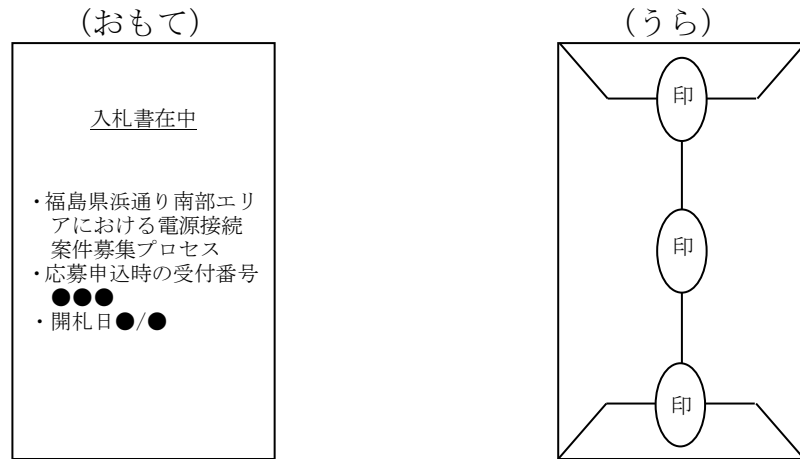 (おもて)
入札書在中
・福島県浜通り南部エリ
アにおける電源接続
案件募集プロセス
・応募申込時の受付番号
●●●
・開札日●/●
(うら)
印
印
印